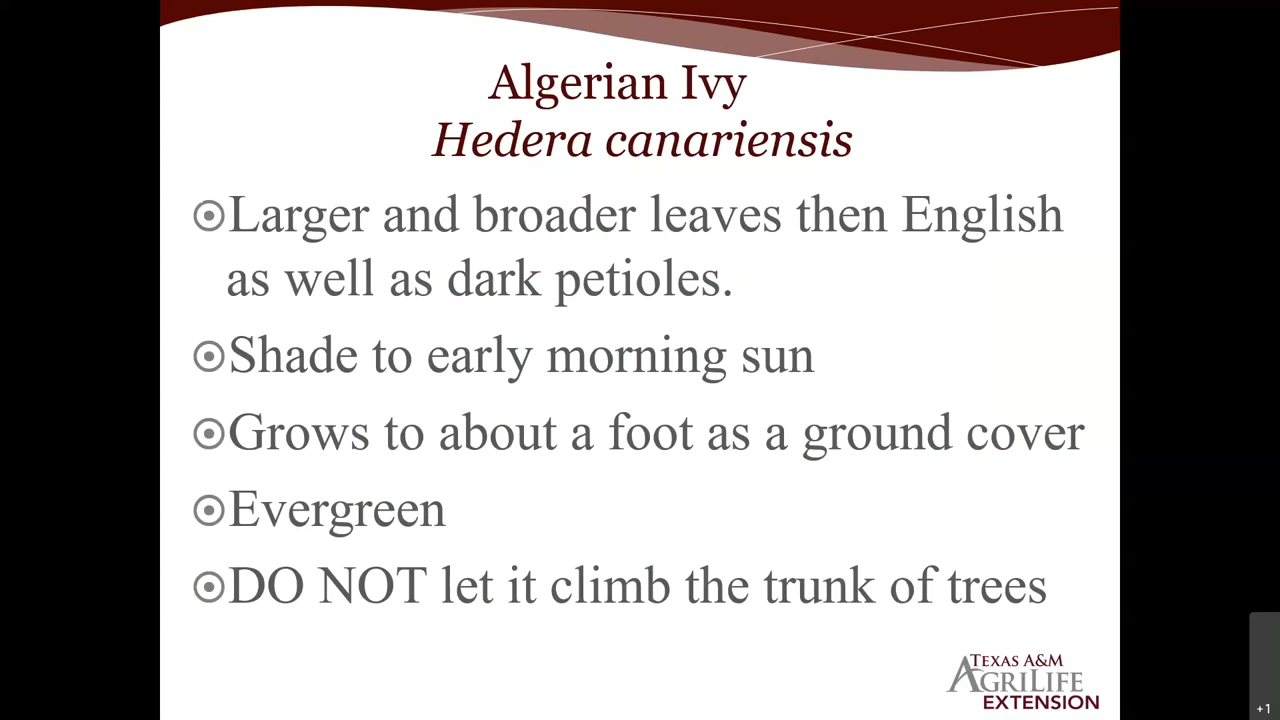 Algerian Ivy
Hedera canariensis
Larger and broader leaves then English
as well as dark petioles.
Shade to early morning sun
Grows to about a foot as a ground cover
Evergreen
DO NOT let it climb the trunk of trees
TEXAS A&M
AGRILIFE
EXTENSION
+1